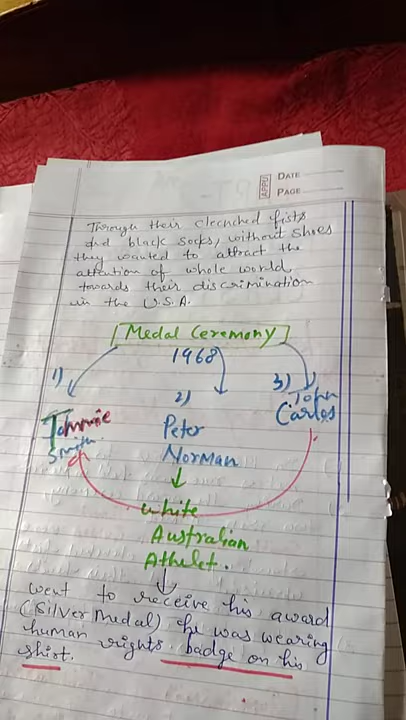 APPU
DATE
PAGE
Through their clenched fists
and black socks, without shoes
they wanted to attract the
attention of whole world
towards their discrimination
in the U.S.A.
[Medal Ceremony]
1968
1)
2)
3) John
Carlos
Tommie
Smith
Peter
Norman
white
Australian
Athelet.
went to receive his award
(Silver Medal) he was wearing
human rights badge on his
shirt.